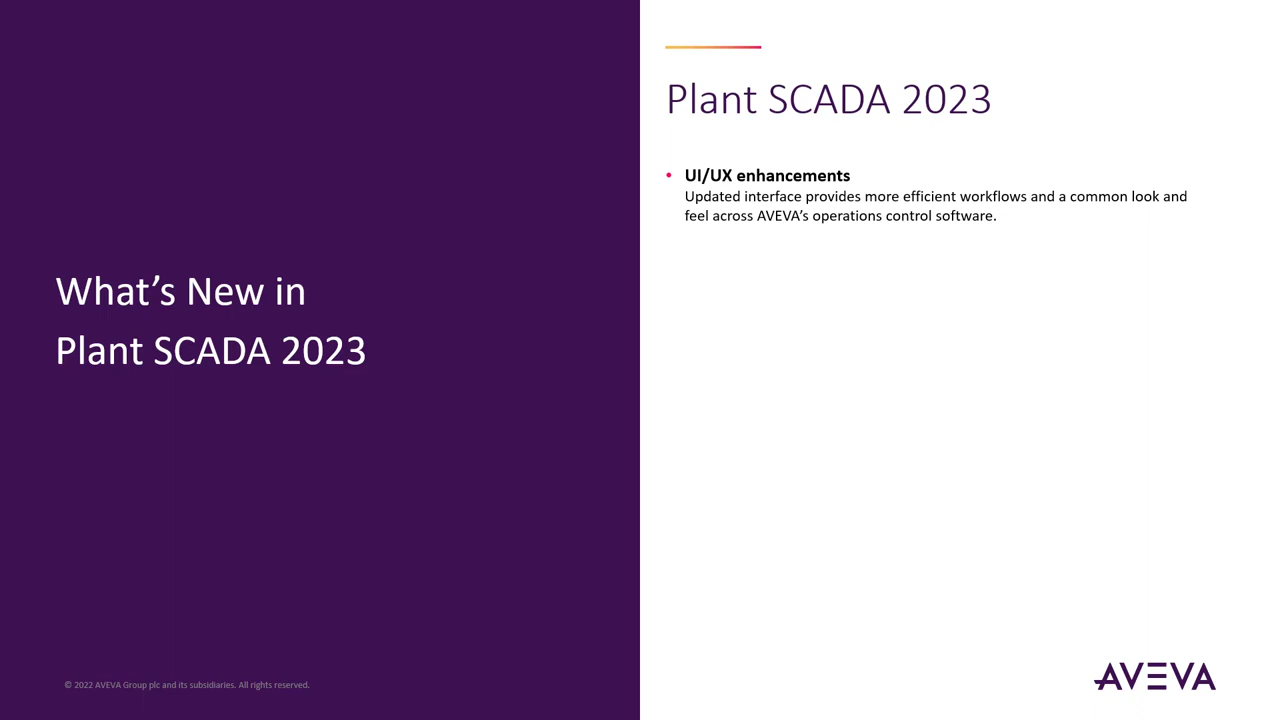 What’s New in
Plant SCADA 2023
© 2022 AVEVA Group plc and its subsidiaries. All rights reserved.
Plant SCADA 2023
• UI/UX enhancements
Updated interface provides more efficient workflows and a common look and
feel across AVEVA’s operations control software.
AVEVA